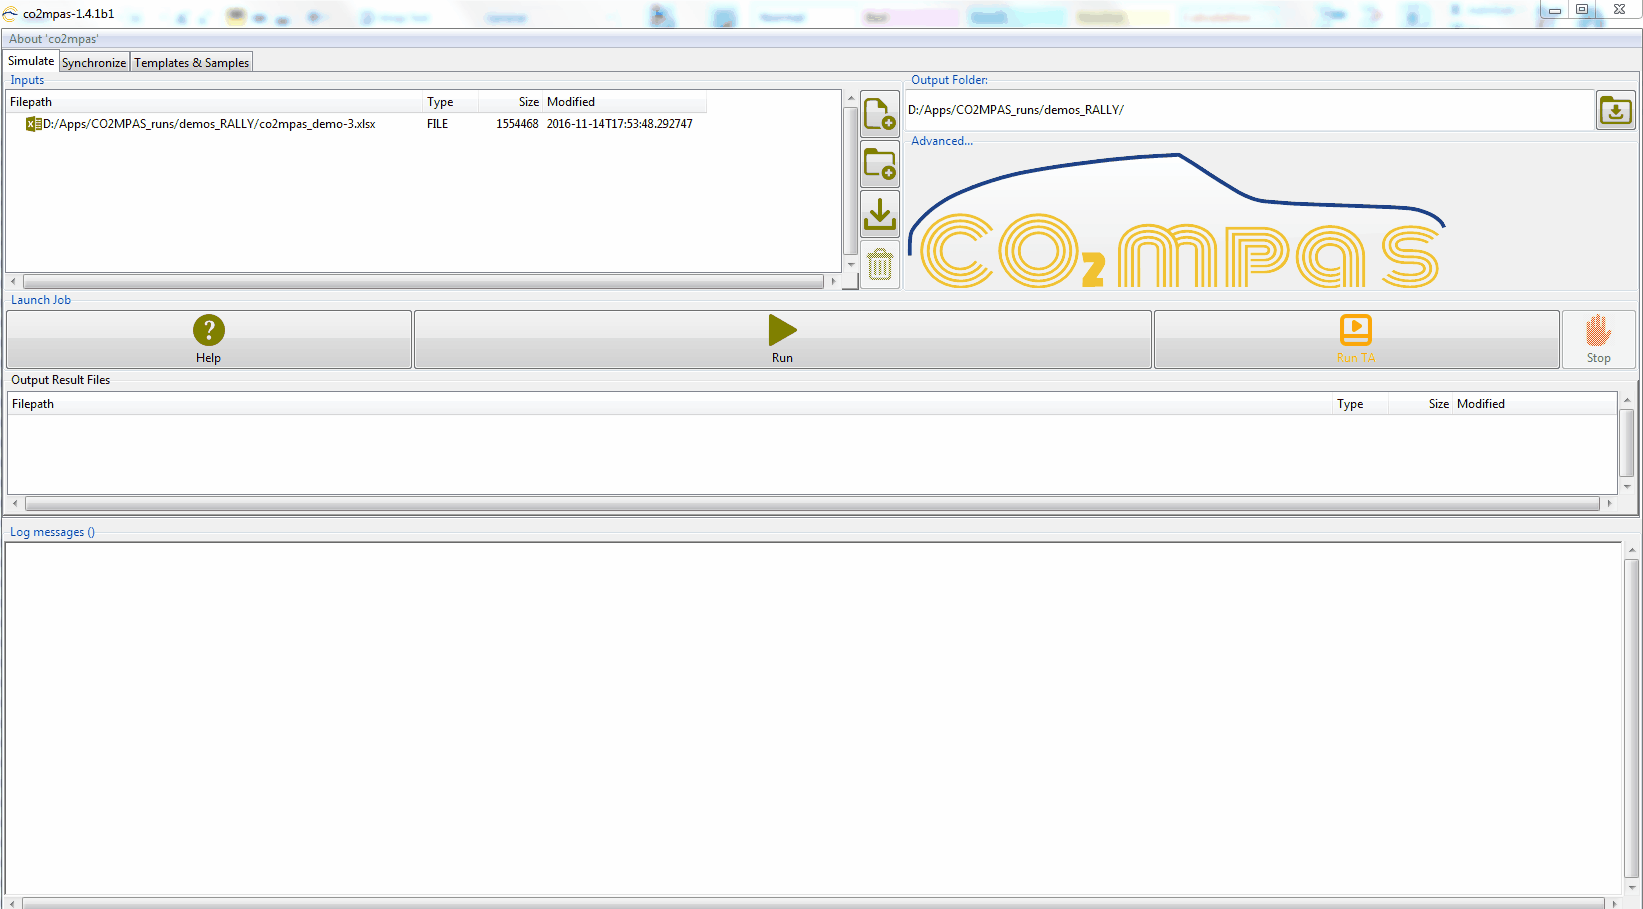 co2mpas-1.4.1b1
About 'co2mpas'
Simulate Synchronize Templates & Samples
Inputs
Filepath Type Size Modified
D:/Apps/CO2MPAS_runs/demos_RALLY/co2mpas_demo-3.xlsx FILE 1554468 2016-11-14T17:53:48.292747
Output Folder:
D:/Apps/CO2MPAS_runs/demos_RALLY/
Advanced...
CO2mpas
Launch Job
Help Run Run TA Stop
Output Result Files
Filepath Type Size Modified
Log messages ()